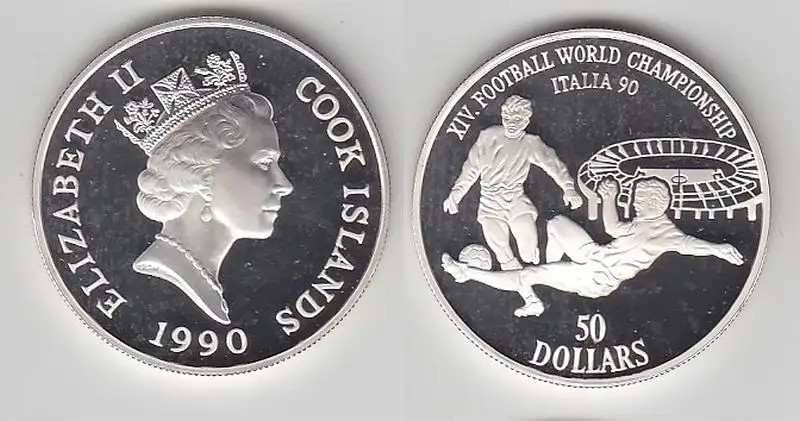 ELIZABETH II
COOK ISLANDS
1990
XIV. FOOTBALL WORLD CHAMPIONSHIP
ITALIA 90
50
DOLLARS